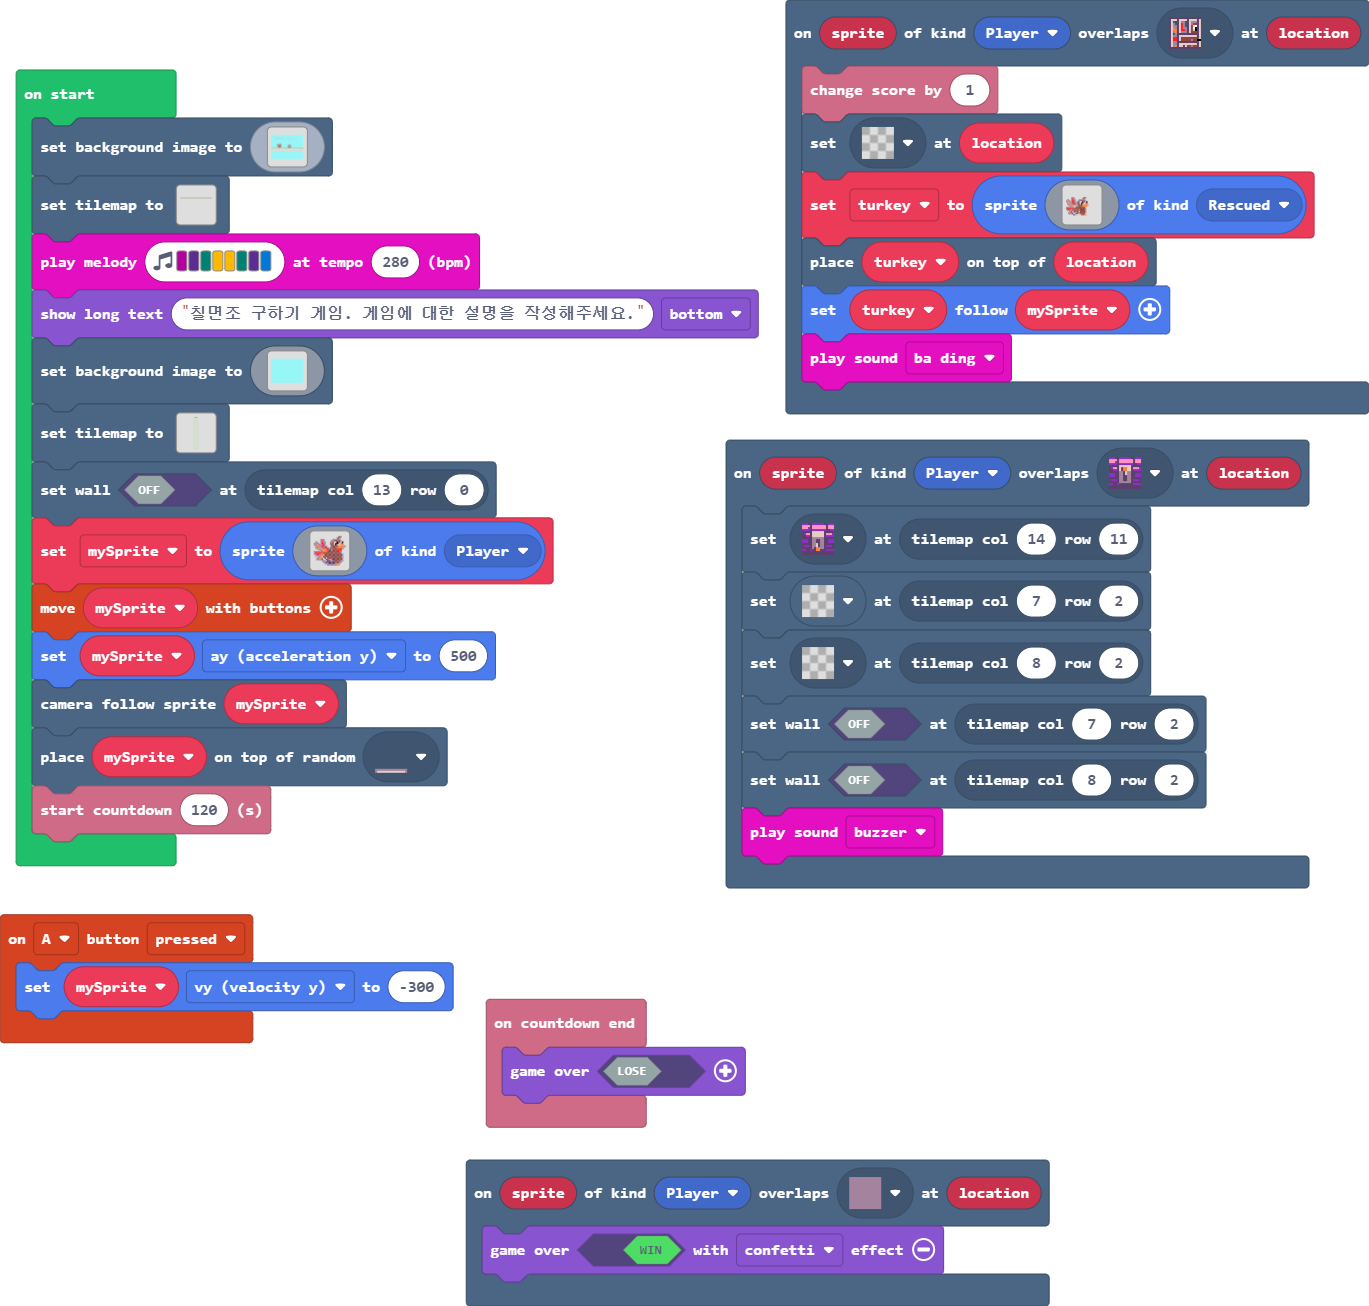 on start
set background image to
set tilemap to
play melody at tempo 280 (bpm)
show long text "칠면조 구하기 게임. 게임에 대한 설명을 작성해주세요." bottom
set background image to
set tilemap to
set wall OFF at tilemap col 13 row 0
set mySprite to sprite of kind Player
move mySprite with buttons
set mySprite ay (acceleration y) to 500
camera follow sprite mySprite
place mySprite on top of random
start countdown 120 (s)
on sprite of kind Player overlaps at location
change score by 1
set at location
set turkey to sprite of kind Rescued
place turkey on top of location
set turkey follow mySprite
play sound ba ding
on sprite of kind Player overlaps at location
set at tilemap col 14 row 11
set at tilemap col 7 row 2
set at tilemap col 8 row 2
set wall OFF at tilemap col 7 row 2
set wall OFF at tilemap col 8 row 2
play sound buzzer
on A button pressed
set mySprite vy (velocity y) to -300
on countdown end
game over LOSE
on sprite of kind Player overlaps at location
game over WIN with confetti effect